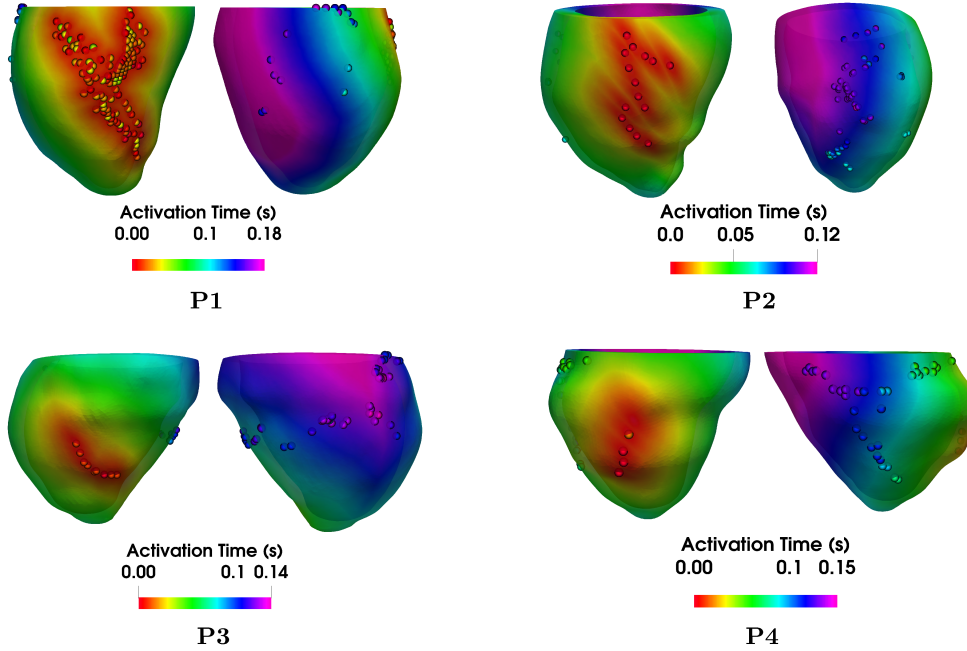 Activation Time (s)
0.00 0.1 0.18
P1
Activation Time (s)
0.0 0.05 0.12
P2
Activation Time (s)
0.00 0.1 0.14
P3
Activation Time (s)
0.00 0.1 0.15
P4